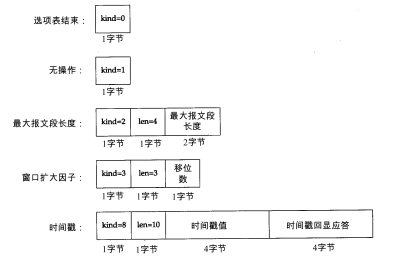 选项表结束： kind=0
1字节
无操作： kind=1
1字节
最大报文段长度： kind=2 len=4 最大报文段
长度
1字节 1字节 2字节
窗口扩大因子： kind=3 len=3 移位
数
1字节 1字节 1字节
时间戳： kind=8 len=10 时间戳值 时间戳回显应答
1字节 1字节 4字节 4字节